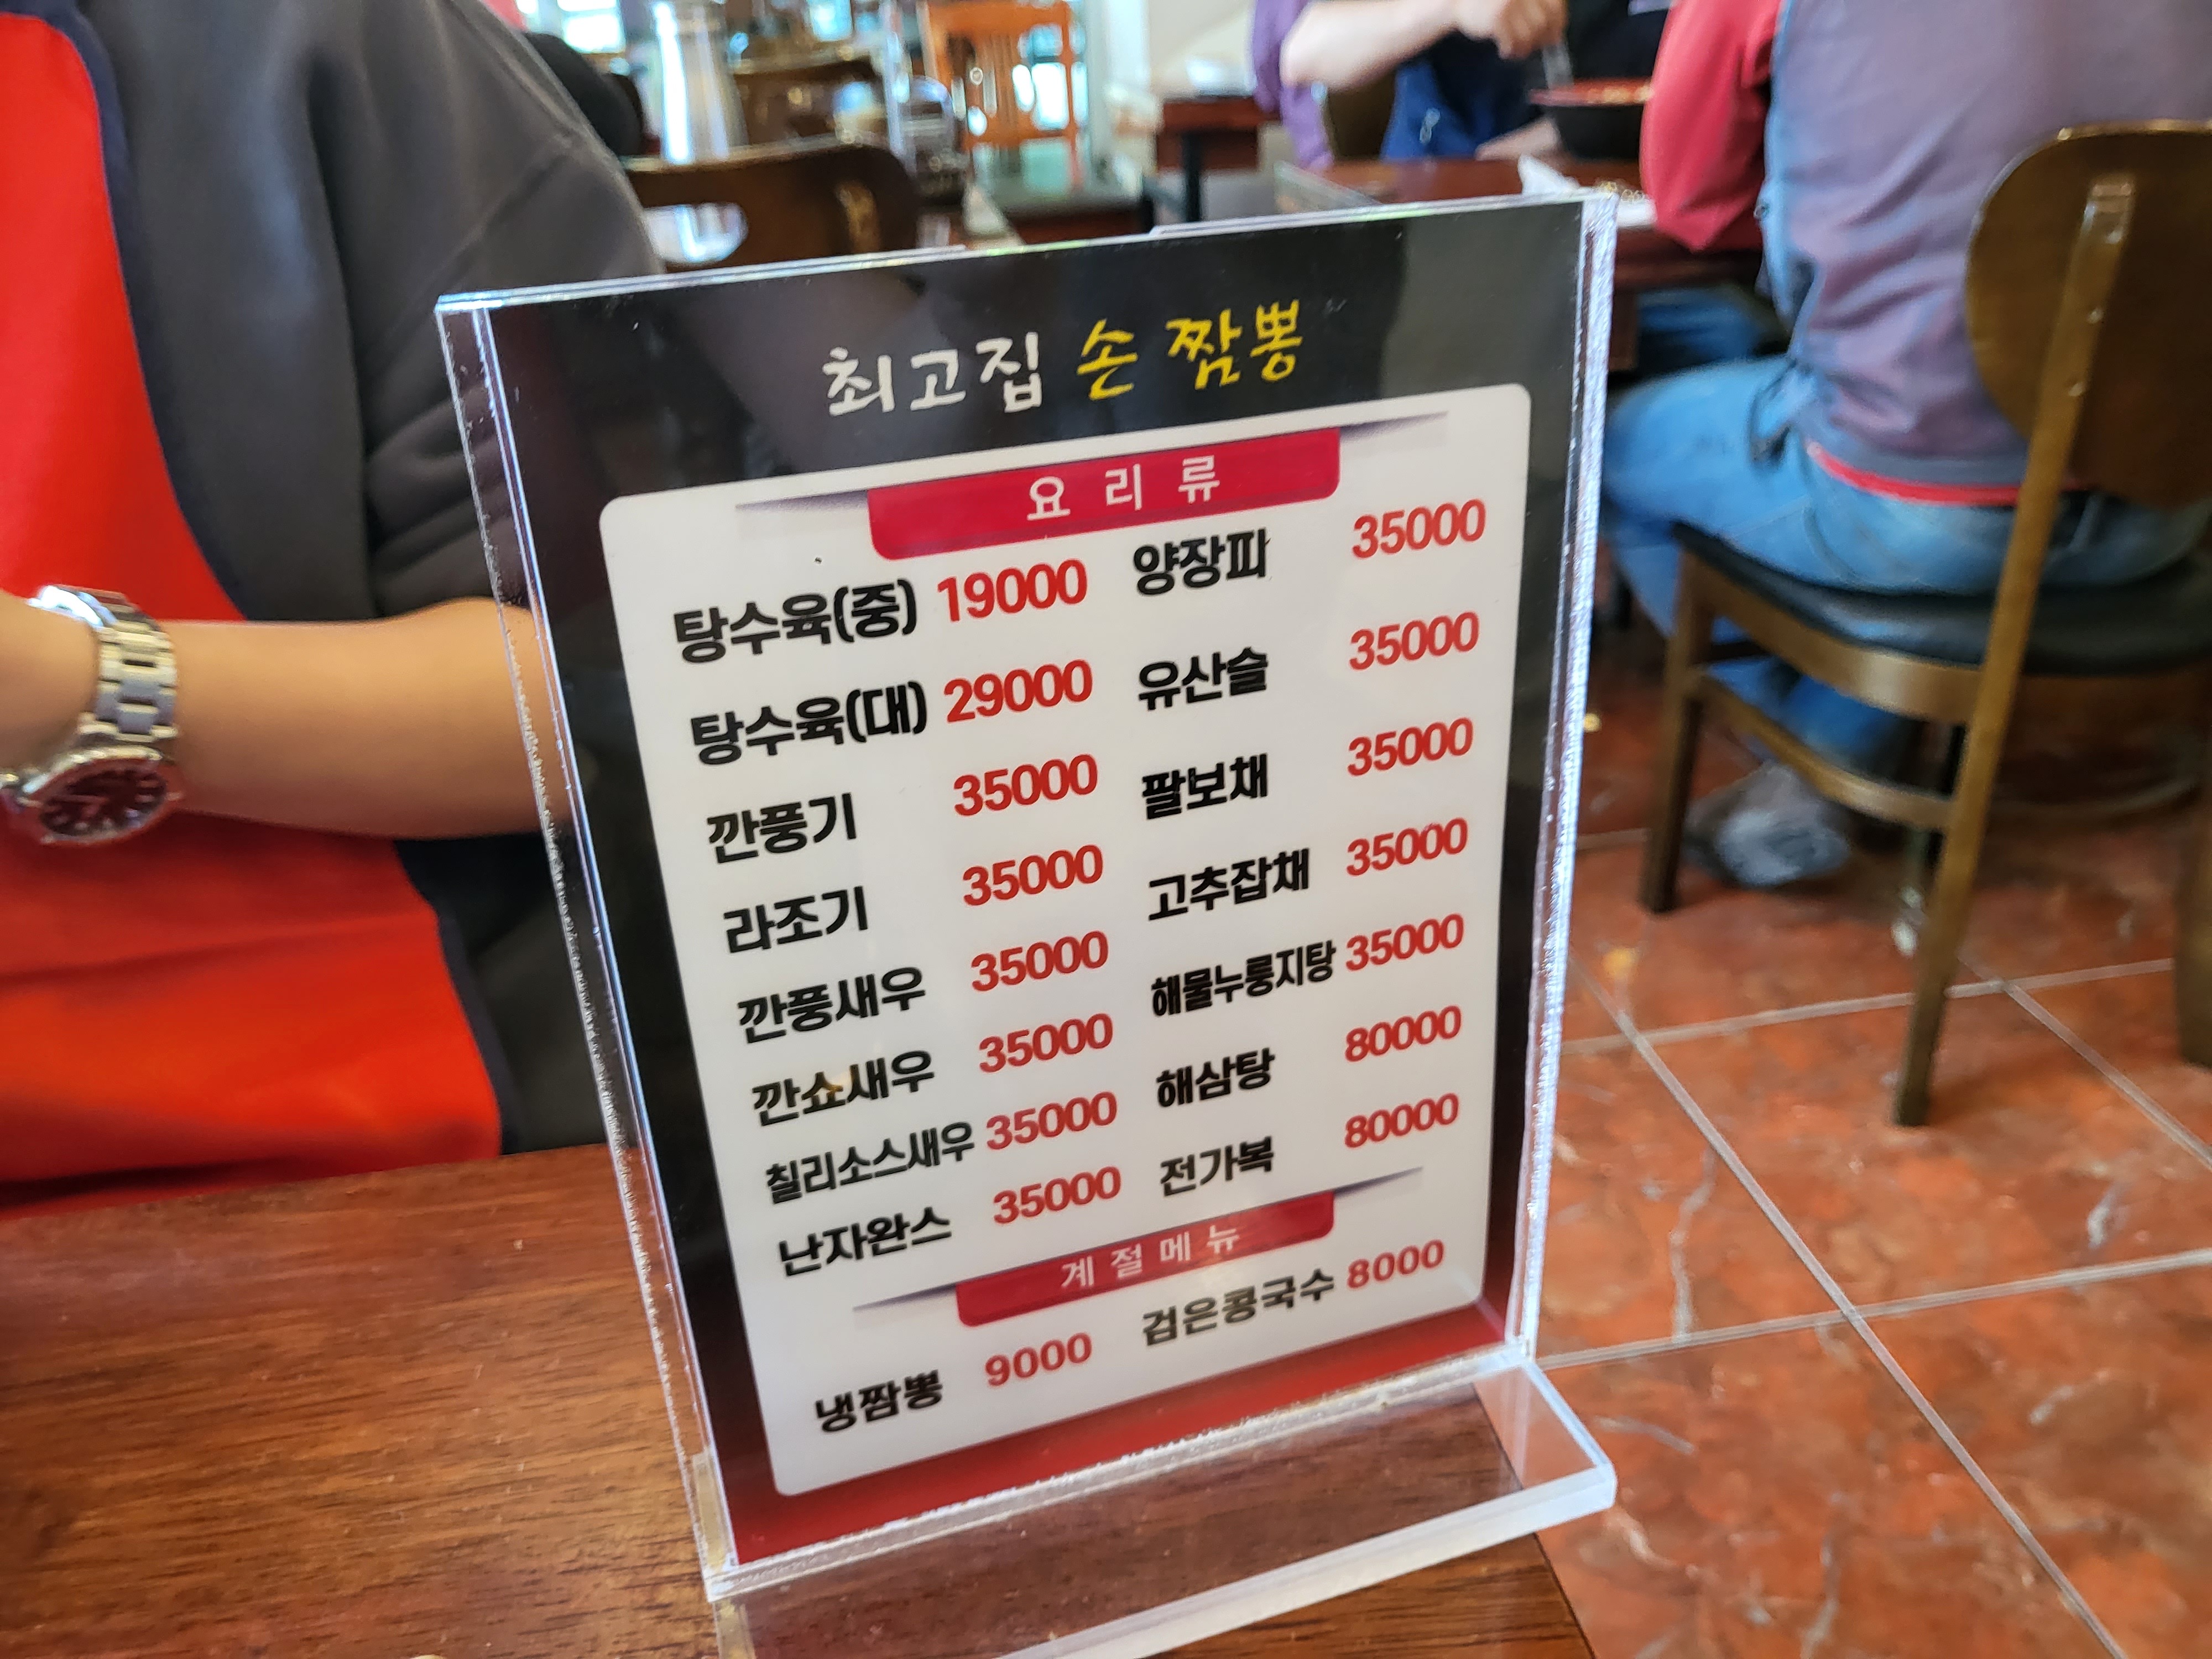 최고집 손짬뽕
요리류
탕수육(중) 19000 양장피 35000
탕수육(대) 29000 유산슬 35000
깐풍기 35000 팔보채 35000
라조기 35000 고추잡채 35000
깐풍새우 35000 해물누룽지탕 35000
깐쇼새우 35000 해삼탕 80000
칠리소스새우 35000 전가복 80000
난자완스 35000
계절메뉴
냉짬뽕 9000 검은콩국수 8000